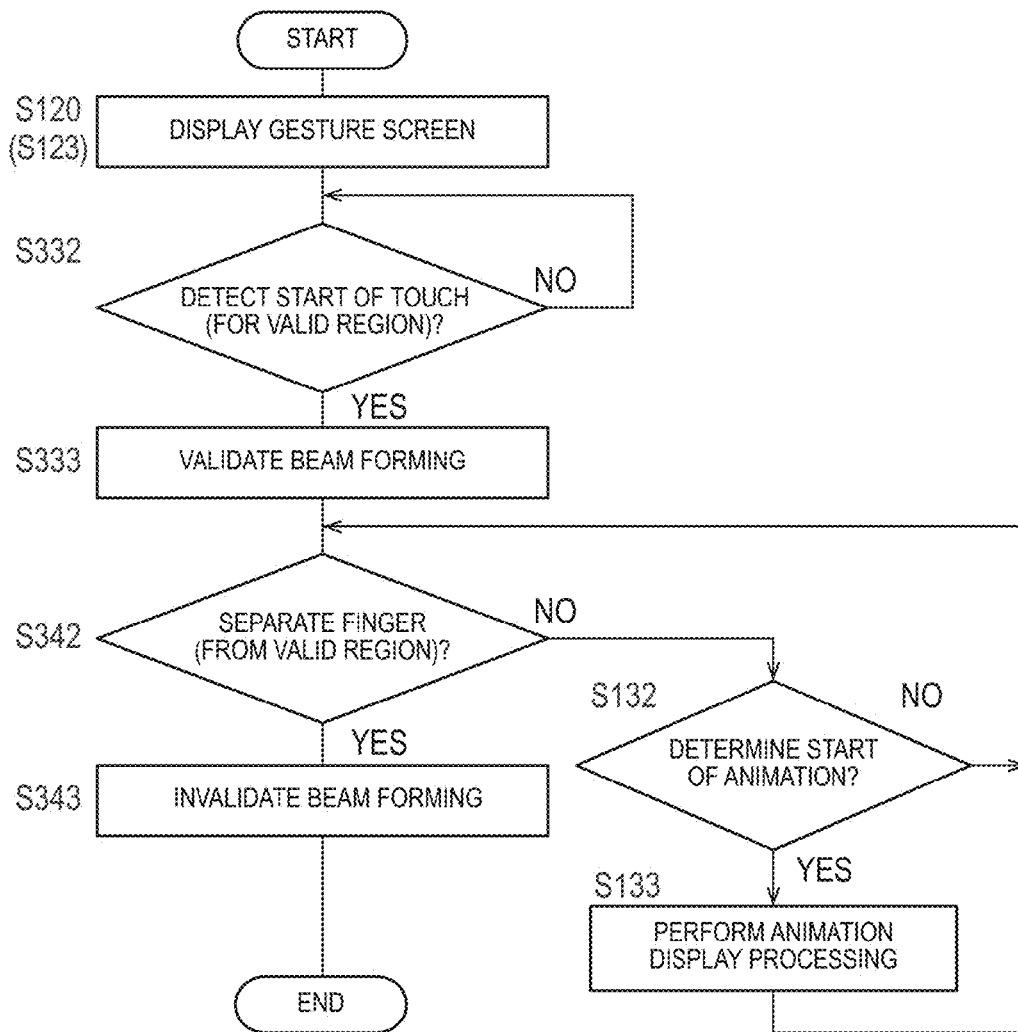 START
S120
(S123)
DISPLAY GESTURE SCREEN
S332
DETECT START OF TOUCH
(FOR VALID REGION)?
NO
YES
S333
VALIDATE BEAM FORMING
S342
SEPARATE FINGER
(FROM VALID REGION)?
NO
YES
S132
DETERMINE START
OF ANIMATION?
NO
YES
S343
INVALIDATE BEAM FORMING
S133
PERFORM ANIMATION
DISPLAY PROCESSING
END